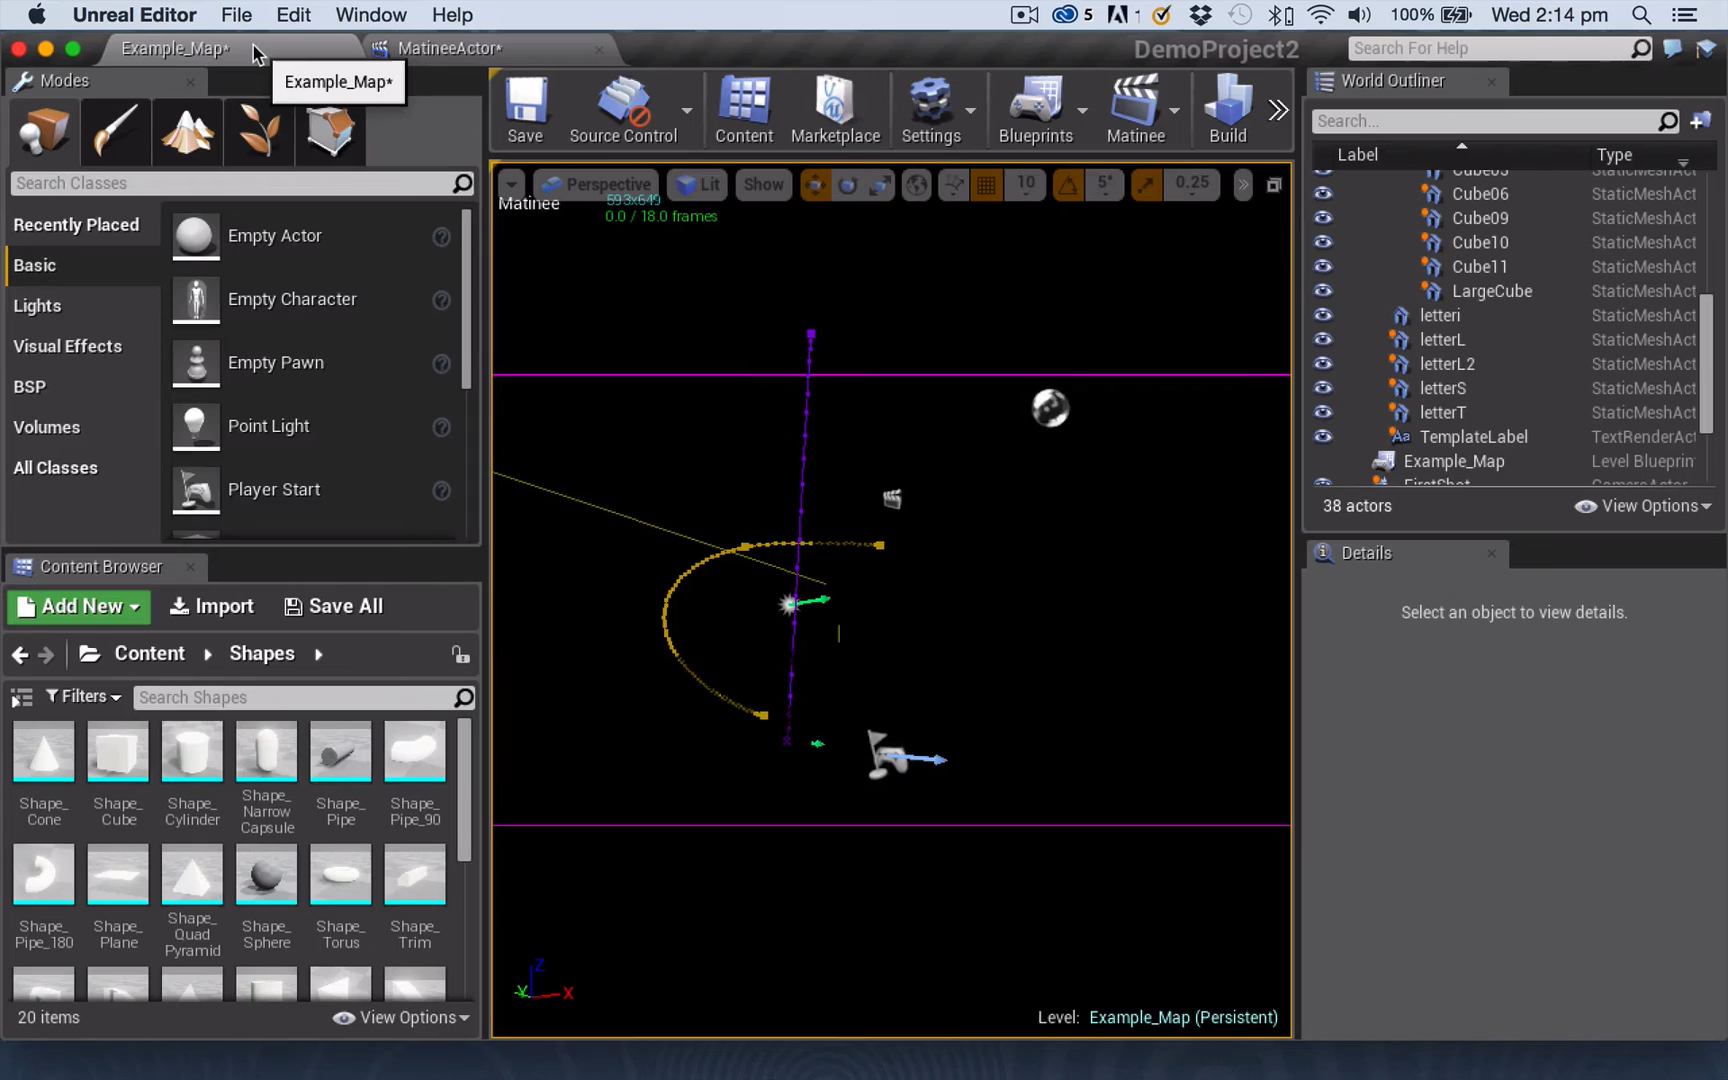 Unreal Editor File Edit Window Help 5 1 100% Wed 2:14 pm
Example_Map* MatineeActor* DemoProject2 Search For Help
Example_Map*
Modes
Search Classes
Recently Placed
Basic
Lights
Visual Effects
BSP
Volumes
All Classes
Empty Actor
Empty Character
Empty Pawn
Point Light
Player Start
Content Browser
Add New Import Save All
Content Shapes
Filters Search Shapes
Shape_
Cone
Shape_
Cube
Shape_
Cylinder
Shape_
Narrow
Capsule
Shape_
Pipe
Shape_
Pipe_90
Shape_
Pipe_180
Shape_
Plane
Shape_
Quad
Pyramid
Shape_
Sphere
Shape_
Torus
Shape_
Trim
20 items View Options
Save Source Control Content Marketplace Settings Blueprints Matinee Build
Perspective Lit Show 10 5° 0.25
Matinee
593x649
0.0 / 18.0 frames
Z
Y X
Level: Example_Map (Persistent)
World Outliner
Search...
Label Type
Cube06 StaticMeshAct
Cube09 StaticMeshAct
Cube10 StaticMeshAct
Cube11 StaticMeshAct
LargeCube StaticMeshAct
letteri StaticMeshAct
letterL StaticMeshAct
letterL2 StaticMeshAct
letterS StaticMeshAct
letterT StaticMeshAct
Aa TemplateLabel TextRenderAct
Example_Map Level Blueprin
38 actors View Options
Details
Select an object to view details.